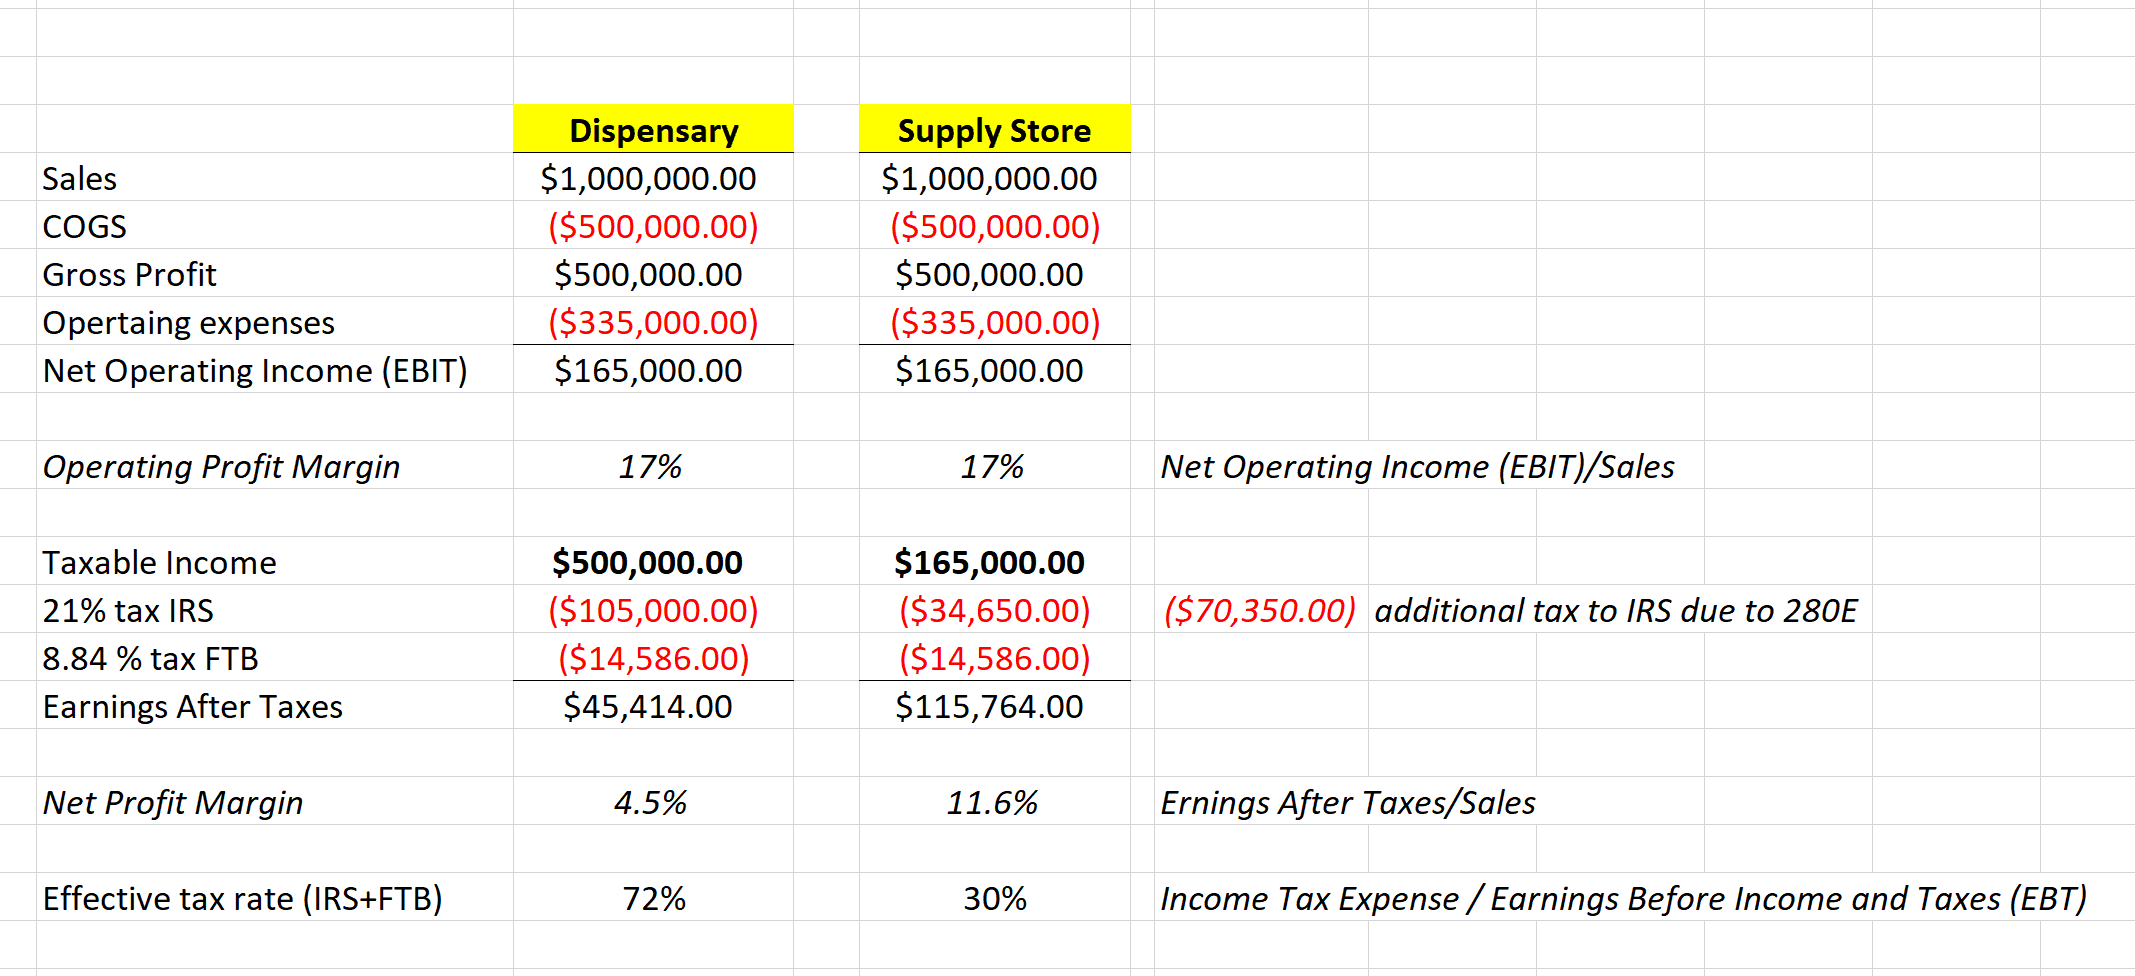 Dispensary Supply Store
Sales $1,000,000.00 $1,000,000.00
COGS ($500,000.00) ($500,000.00)
Gross Profit $500,000.00 $500,000.00
Opertaing expenses ($335,000.00) ($335,000.00)
Net Operating Income (EBIT) $165,000.00 $165,000.00
Operating Profit Margin 17% 17% Net Operating Income (EBIT)/Sales
Taxable Income $500,000.00 $165,000.00
21% tax IRS ($105,000.00) ($34,650.00) ($70,350.00) additional tax to IRS due to 280E
8.84 % tax FTB ($14,586.00) ($14,586.00)
Earnings After Taxes $45,414.00 $115,764.00
Net Profit Margin 4.5% 11.6% Ernings After Taxes/Sales
Effective tax rate (IRS+FTB) 72% 30% Income Tax Expense / Earnings Before Income and Taxes (EBT)